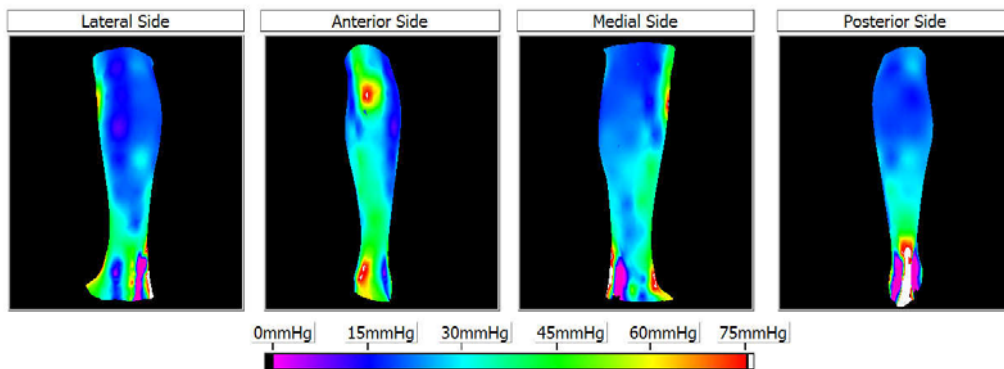 Lateral Side
Anterior Side
Medial Side
Posterior Side
0mmHg 15mmHg 30mmHg 45mmHg 60mmHg 75mmHg